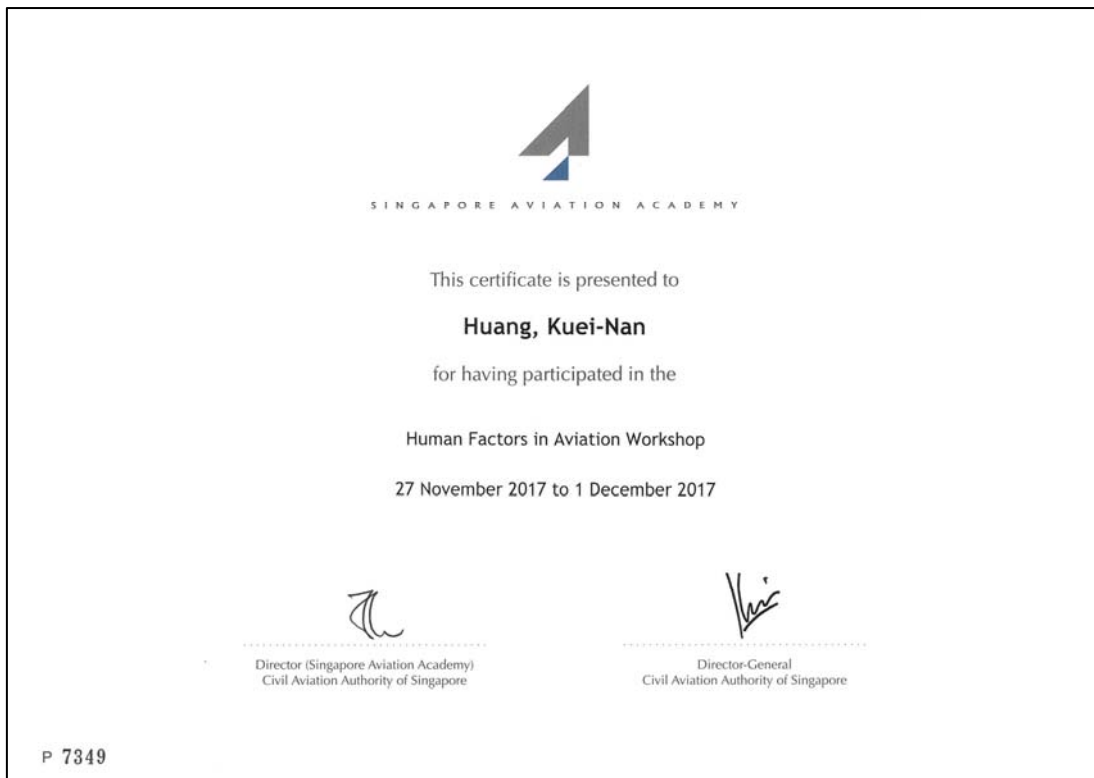 SINGAPORE AVIATION ACADEMY
This certificate is presented to
Huang, Kuei-Nan
for having participated in the
Human Factors in Aviation Workshop
27 November 2017 to 1 December 2017
Director (Singapore Aviation Academy)
Civil Aviation Authority of Singapore
Director-General
Civil Aviation Authority of Singapore
P 7349